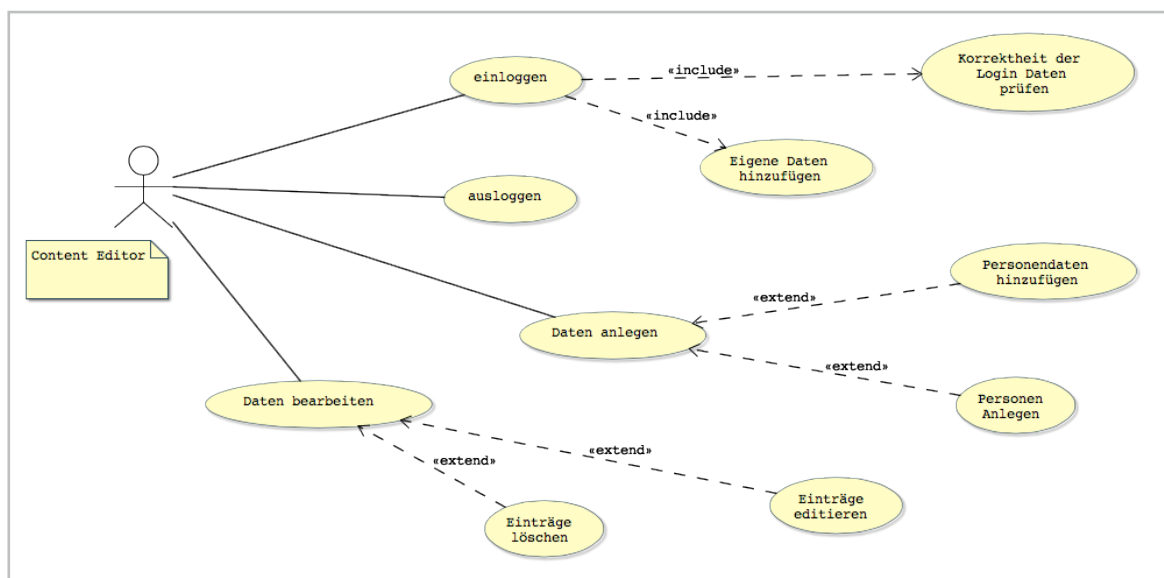 einloggen
«include»
Korrektheit der
Login Daten
prüfen
«include»
Eigene Daten
hinzufügen
ausloggen
Content Editor
Personendaten
hinzufügen
«extend»
Daten anlegen
«extend»
Personen
Anlegen
Daten bearbeiten
«extend»
«extend»
Einträge
editieren
Einträge
löschen